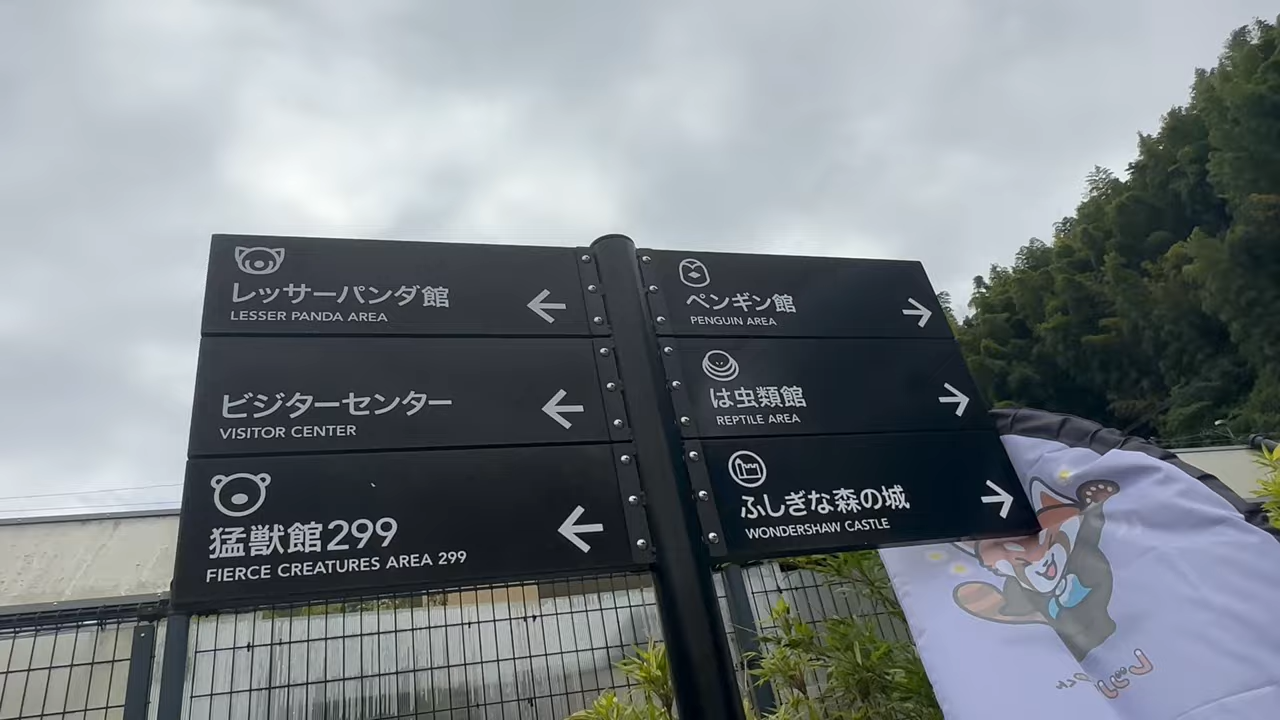 レッサーパンダ館
LESSER PANDA AREA
ビジターセンター
VISITOR CENTER
猛獣館299
FIERCE CREATURES AREA 299
ペンギン館
PENGUIN AREA
は虫類館
REPTILE AREA
ふしぎな森の城
WONDERSHAW CASTLE